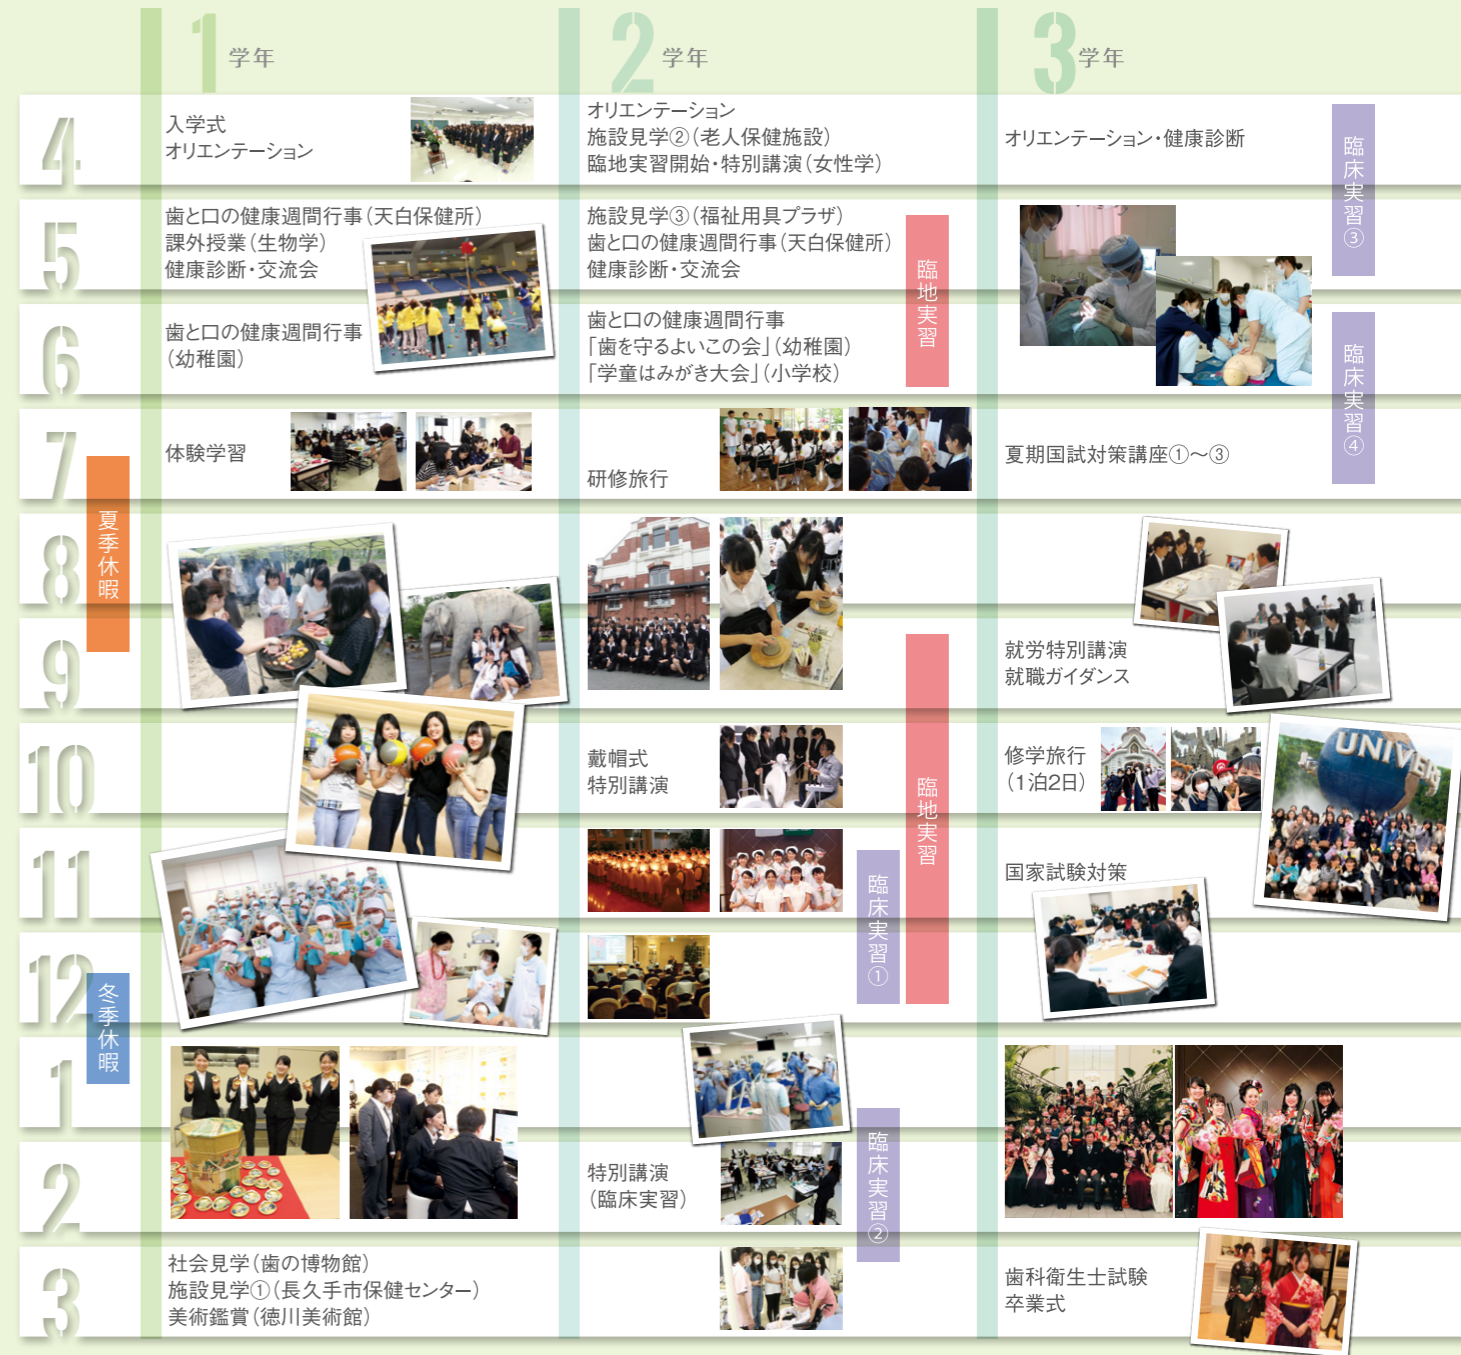 1学年
2学年
3学年
4
入学式
オリエンテーション
オリエンテーション
施設見学②(老人保健施設)
臨地実習開始・特別講演(女性学)
オリエンテーション・健康診断
臨床実習③
5
歯と口の健康週間行事(天白保健所)
課外授業(生物学)
健康診断・交流会
施設見学③(福祉用具プラザ)
歯と口の健康週間行事(天白保健所)
健康診断・交流会
臨地実習
6
歯と口の健康週間行事
(幼稚園)
歯と口の健康週間行事
「歯を守るよいこの会」(幼稚園)
「学童はみがき大会」(小学校)
臨床実習④
7
体験学習
研修旅行
夏期国試対策講座①〜③
夏季休暇
8
9
就労特別講演
就職ガイダンス
臨地実習
10
戴帽式
特別講演
修学旅行
(1泊2日)
UNIVERS
11
国家試験対策
臨床実習①
12
冬季休暇
1
2
特別講演
(臨床実習)
臨床実習②
3
社会見学(歯の博物館)
施設見学①(長久手市保健センター)
美術鑑賞(徳川美術館)
歯科衛生士試験
卒業式